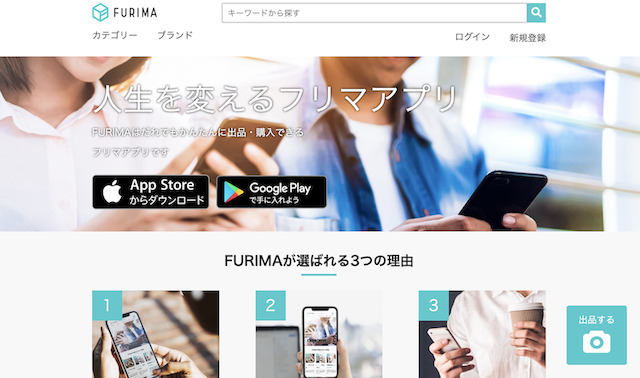 FURIMA
キーワードから探す
カテゴリー ブランド
ログイン 新規登録
人生を変えるフリマアプリ
FURIMAはだれでもかんたんに出品・購入できる
フリマアプリです
App Store
からダウンロード
Google Play
で手に入れよう
FURIMAが選ばれる3つの理由
1
2
3
出品する